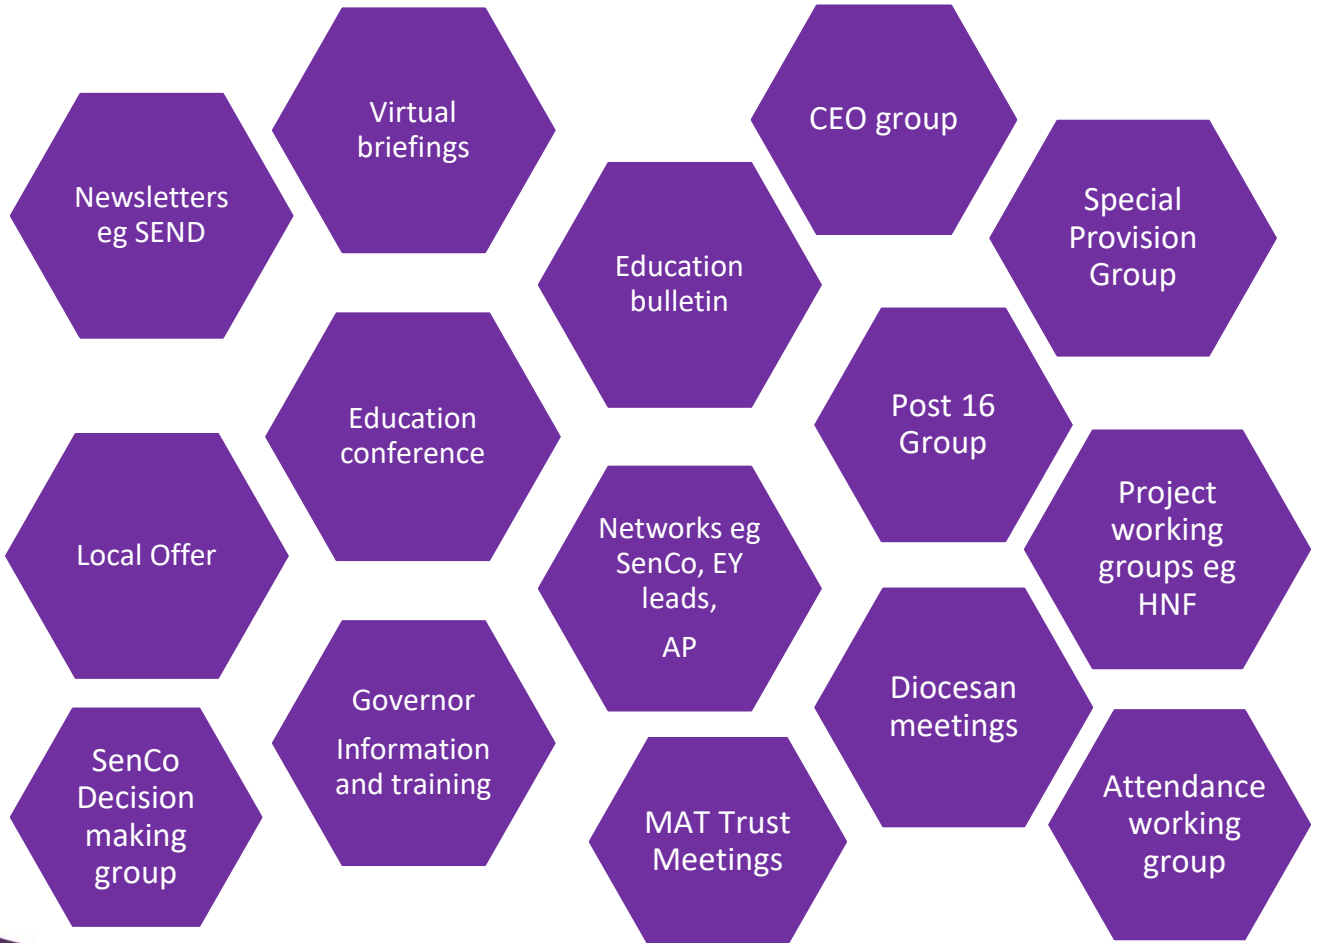 Virtual
briefings
CEO group
Newsletters
eg SEND
Special
Provision
Group
Education
bulletin
Education
conference
Post 16
Group
Local Offer
Networks eg
SenCo, EY
leads,
AP
Project
working
groups eg
HNF
Governor
Information
and training
Diocesan
meetings
SenCo
Decision
making
group
MAT Trust
Meetings
Attendance
working
group